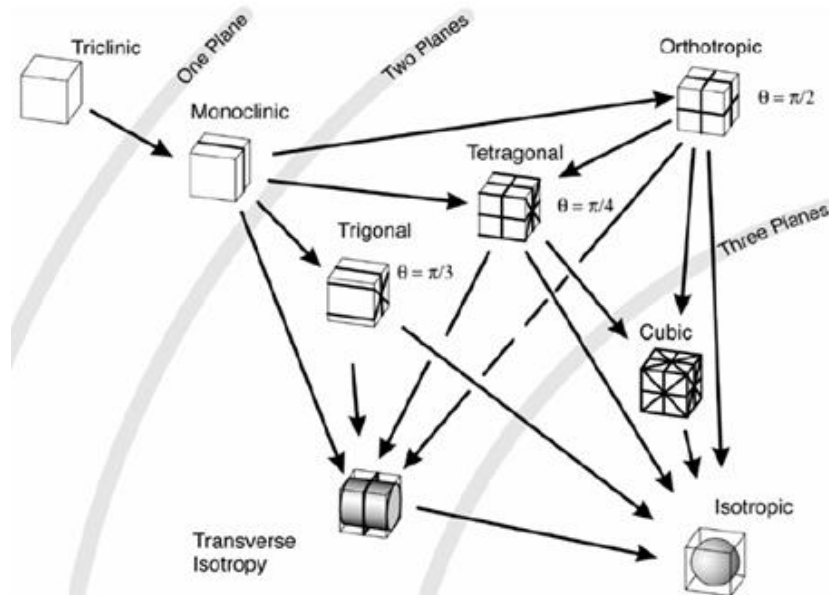 Triclinic
One Plane
Two Planes
Orthotropic
θ = π/2
Monoclinic
Tetragonal
θ = π/4
Trigonal
θ = π/3
Three Planes
Cubic
Transverse
Isotropy
Isotropic